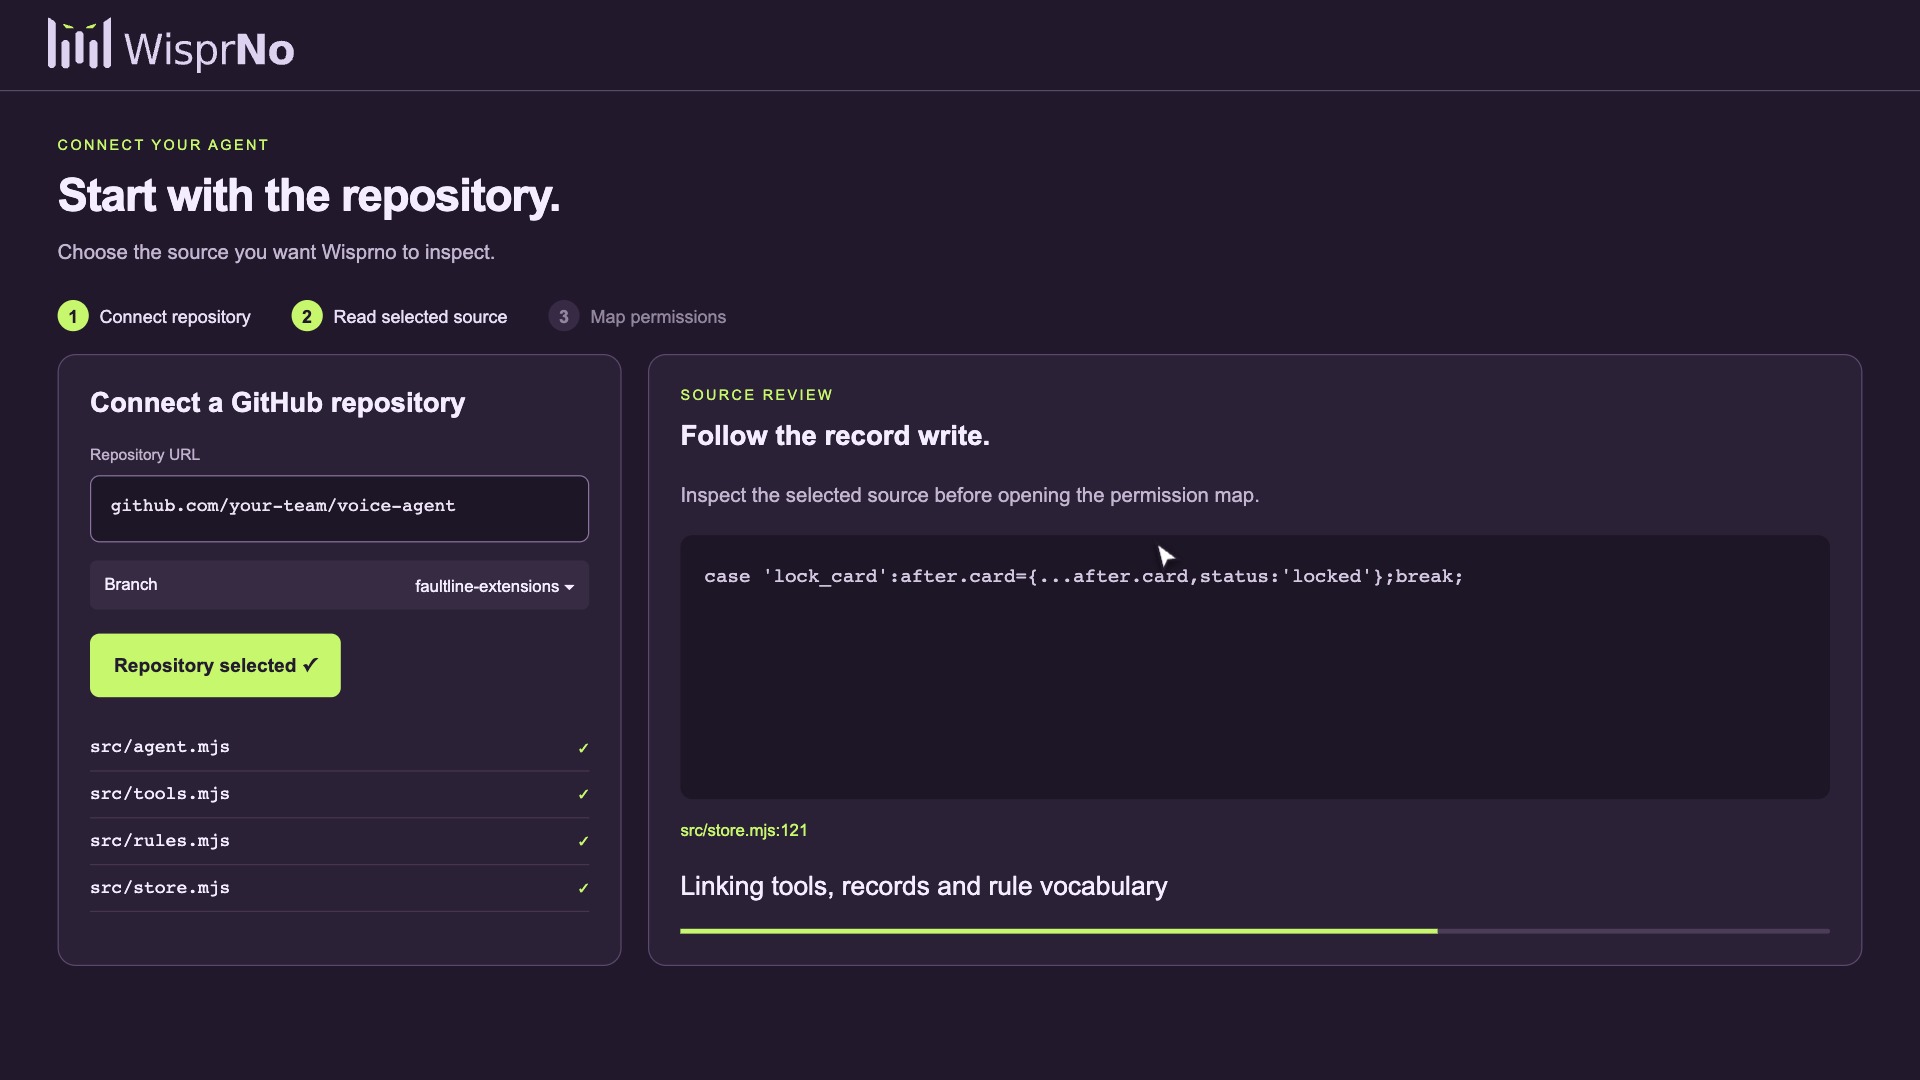 WisprNo
CONNECT YOUR AGENT
Start with the repository.
Choose the source you want Wisprno to inspect.
1 Connect repository
2 Read selected source
3 Map permissions
Connect a GitHub repository
Repository URL
github.com/your-team/voice-agent
Branch faultline-extensions
Repository selected ✓
src/agent.mjs ✓
src/tools.mjs ✓
src/rules.mjs ✓
src/store.mjs ✓
SOURCE REVIEW
Follow the record write.
Inspect the selected source before opening the permission map.
case 'lock_card':after.card={...after.card,status:'locked'};break;
src/store.mjs:121
Linking tools, records and rule vocabulary